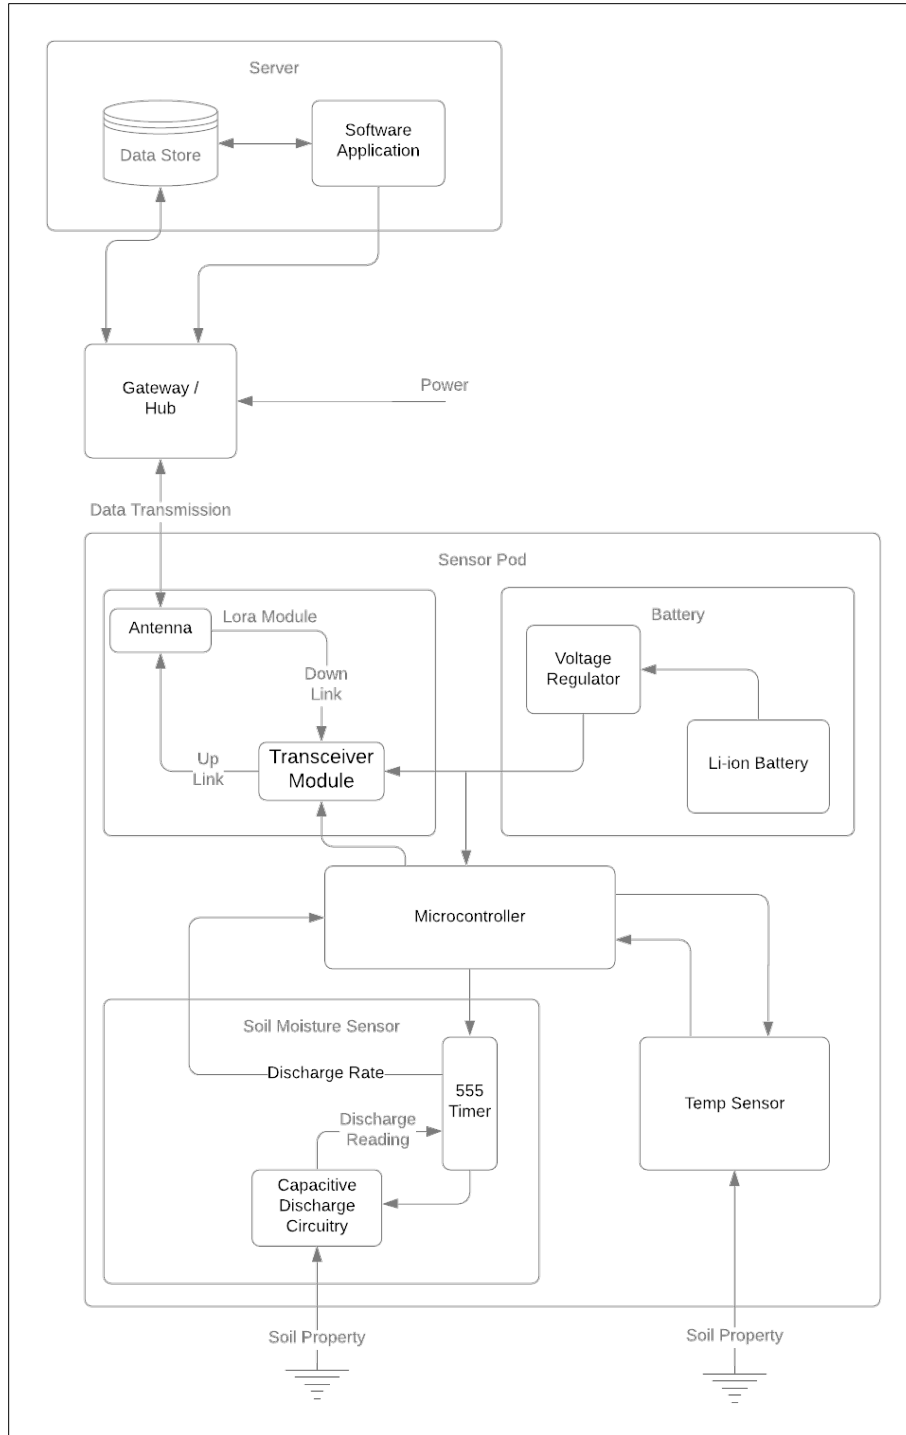 Server
Data Store
Software
Application
Gateway /
Hub
Power
Data Transmission
Sensor Pod
Antenna
Lora Module
Down
Link
Up
Link
Transceiver
Module
Battery
Voltage
Regulator
Li-ion Battery
Microcontroller
Soil Moisture Sensor
Discharge Rate
555
Timer
Discharge
Reading
Capacitive
Discharge
Circuitry
Temp Sensor
Soil Property
Soil Property